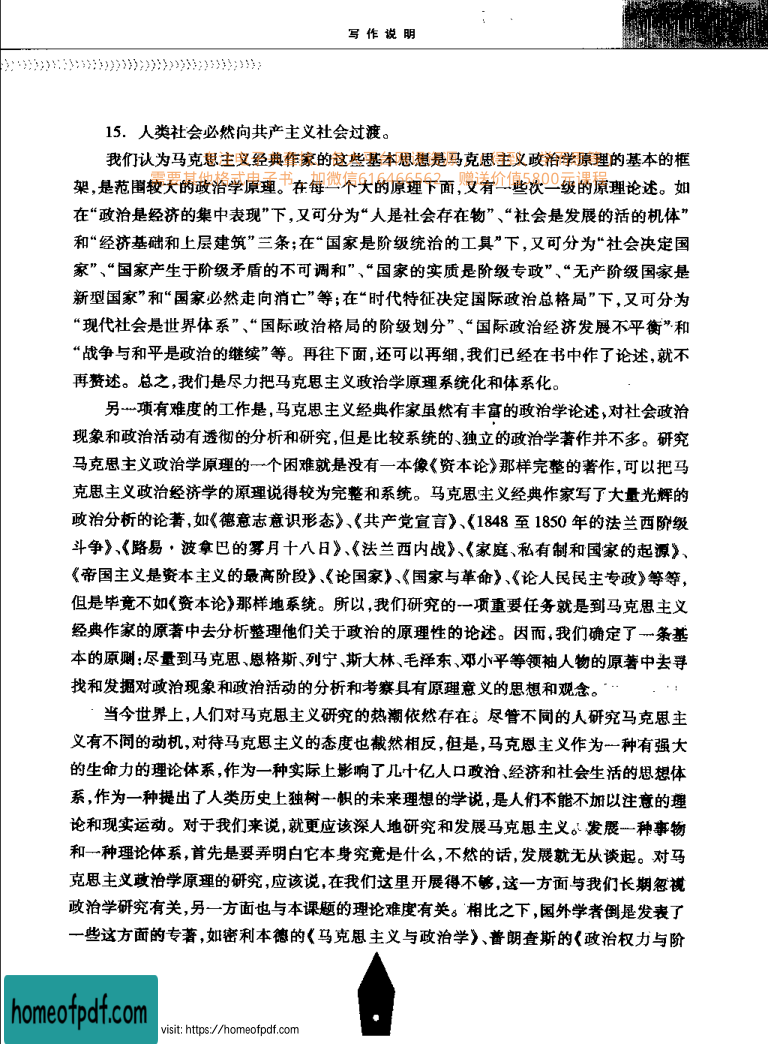 写作说明
15. 人类社会必然向共产主义社会过渡。
我们认为马克思主义经典作家的这些基本思想是马克思主义政治学原理的基本的框
架,是范围较大的政治学原理。在每一个大的原理下面,又有一些次一级的原理论述。如
需要其他格式电子书,加微信616466562,赠送价值5800元课程
在“政治是经济的集中表现”下,又可分为“人是社会存在物”、“社会是发展的活的机体”
和“经济基础和上层建筑”三条;在“国家是阶级统治的工具”下,又可分为“社会决定国
家”、“国家产生于阶级矛盾的不可调和”、“国家的实质是阶级专政”、“无产阶级国家是
新型国家”和“国家必然走向消亡”等;在“时代特征决定国际政治总格局”下,又可分为
“现代社会是世界体系”、“国际政治格局的阶级划分”、“国际政治经济发展不平衡”和
“战争与和平是政治的继续”等。再往下面,还可以再细,我们已经在书中作了论述,就不
再赘述。总之,我们是尽力把马克思主义政治学原理系统化和体系化。
另一项有难度的工作是,马克思主义经典作家虽然有丰富的政治学论述,对社会政治
现象和政治活动有透彻的分析和研究,但是比较系统的、独立的政治学著作并不多。研究
马克思主义政治学原理的一个困难就是没有一本像《资本论》那样完整的著作,可以把马
克思主义政治经济学的原理说得较为完整和系统。马克思主义经典作家写了大量光辉的
政治分析的论著,如《德意志意识形态》、《共产党宣言》、《1848至1850年的法兰西阶级
斗争》、《路易·波拿巴的雾月十八日》、《法兰西内战》、《家庭、私有制和国家的起源》、
《帝国主义是资本主义的最高阶段》、《论国家》、《国家与革命》、《论人民民主专政》等等,
但是毕竟不如《资本论》那样地系统。所以,我们研究的一项重要任务就是到马克思主义
经典作家的原著中去分析整理他们关于政治的原理性的论述。因而,我们确定了一条基
本的原则:尽量到马克思、恩格斯、列宁、斯大林、毛泽东、邓小平等领袖人物的原著中去寻
找和发掘对政治现象和政治活动的分析和考察具有原理意义的思想和观念。
当今世界上,人们对马克思主义研究的热潮依然存在。尽管不同的人研究马克思主
义有不同的动机,对待马克思主义的态度也截然相反,但是,马克思主义作为一种有强大
的生命力的理论体系,作为一种实际上影响了几十亿人口政治、经济和社会生活的思想体
系,作为一种提出了人类历史上独树一帜的未来理想的学说,是人们不能不加以注意的理
论和现实运动。对于我们来说,就更应该深入地研究和发展马克思主义。发展一种事物
和一种理论体系,首先是要弄明白它本身究竟是什么,不然的话,发展就无从谈起。对马
克思主义政治学原理的研究,应该说,在我们这里开展得不够,这一方面与我们长期忽视
政治学研究有关,另一方面也与本课题的理论难度有关。相比之下,国外学者倒是发表了
一些这方面的专著,如密利本德的《马克思主义与政治学》、普朗查斯的《政治权力与阶
homeofpdf.com
visit: https://homeofpdf.com